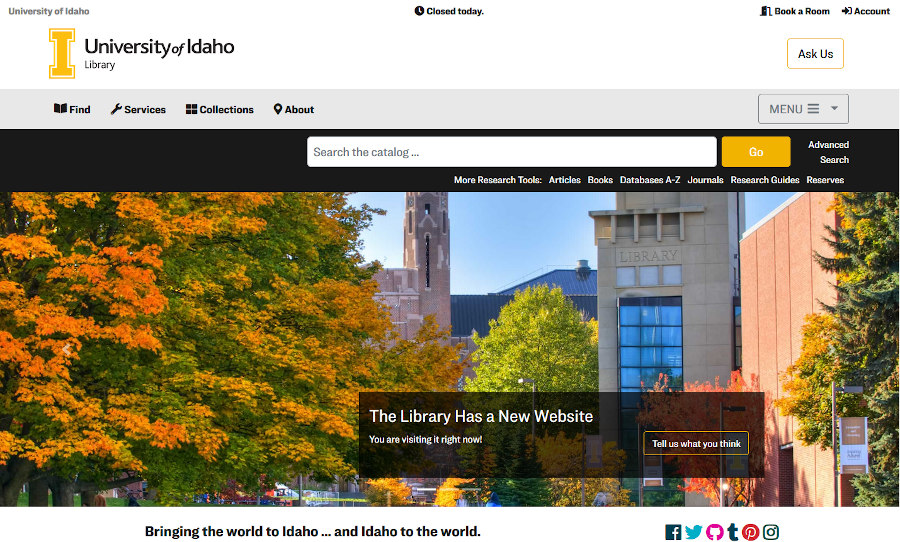 University of Idaho
Closed today.
Book a Room
Account
University of Idaho
Library
Ask Us
Find
Services
Collections
About
MENU
Search the catalog ...
Go
Advanced
Search
More Research Tools: Articles Books Databases A-Z Journals Research Guides Reserves
LIBRARY
The Library Has a New Website
You are visiting it right now!
Tell us what you think
Bringing the world to Idaho ... and Idaho to the world.